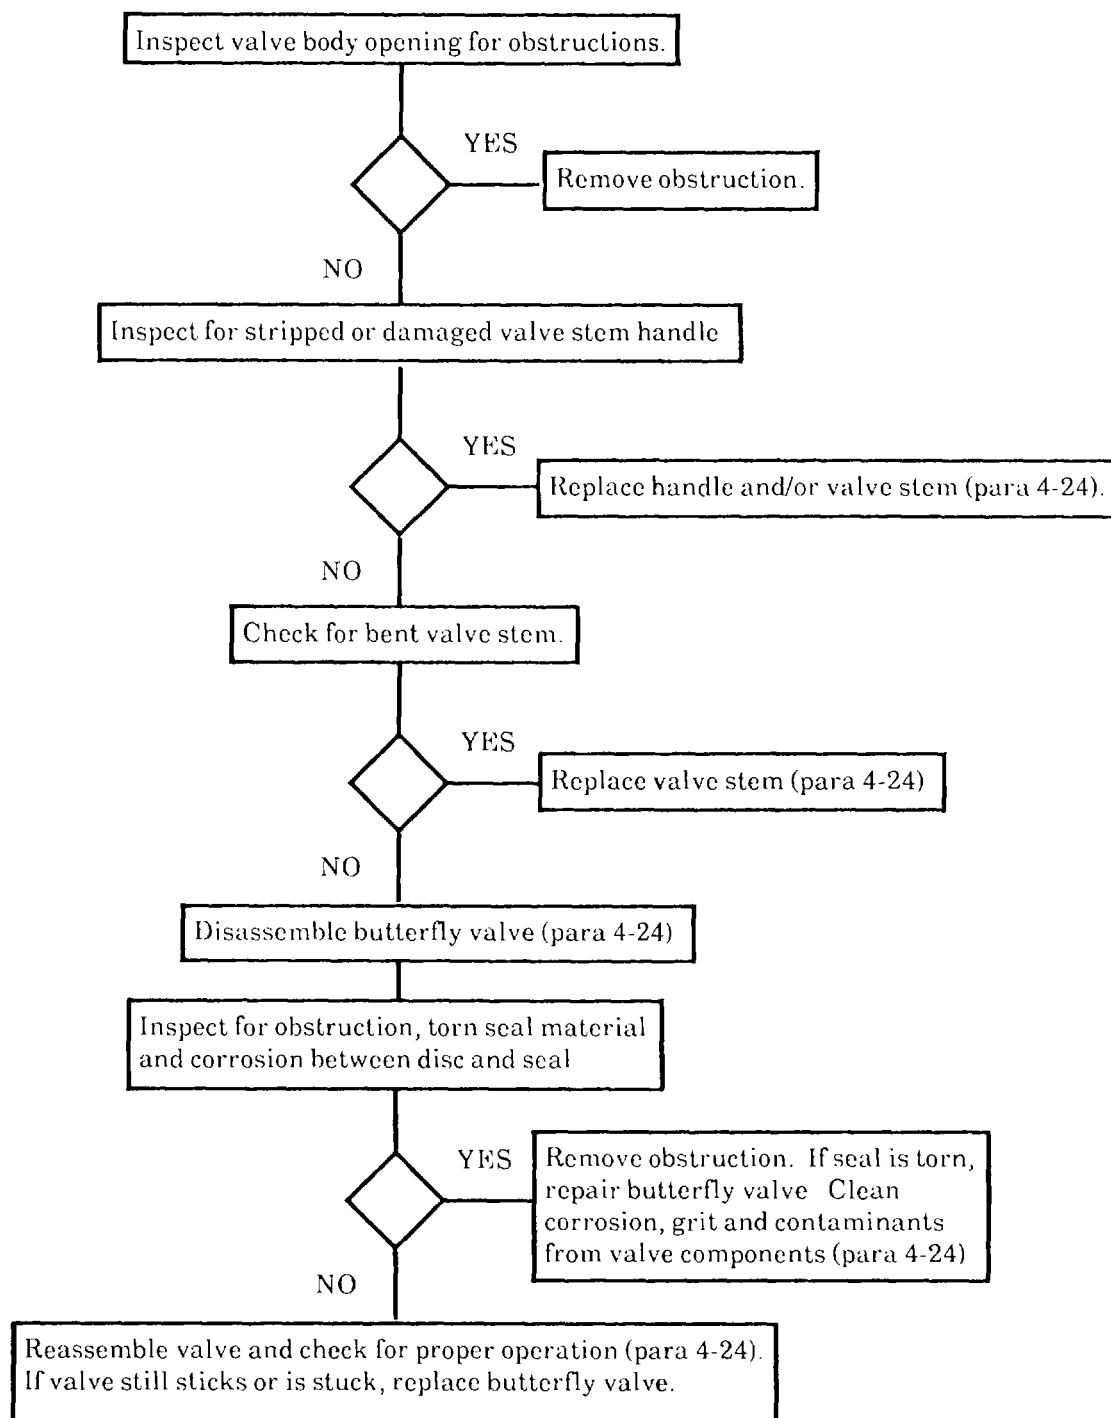 Inspect valve body opening for obstructions.
YES
Remove obstruction.
NO
Inspect for stripped or damaged valve stem handle
YES
Replace handle and/or valve stem (para 4-24).
NO
Check for bent valve stem.
YES
Replace valve stem (para 4-24)
NO
Disassemble butterfly valve (para 4-24)
Inspect for obstruction, torn seal material
and corrosion between disc and seal
YES
Remove obstruction. If seal is torn,
repair butterfly valve Clean
corrosion, grit and contaminants
from valve components (para 4-24)
NO
Reassemble valve and check for proper operation (para 4-24).
If valve still sticks or is stuck, replace butterfly valve.